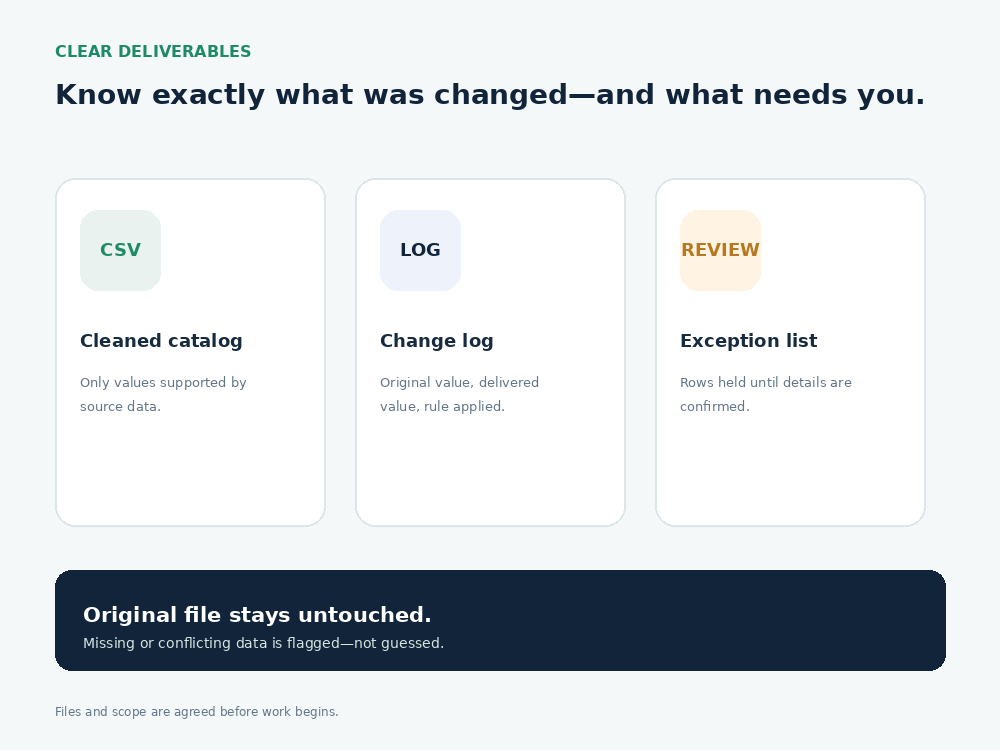 CLEAR DELIVERABLES
Know exactly what was changed—and what needs you.
CSV
Cleaned catalog
Only values supported by
source data.
LOG
Change log
Original value, delivered
value, rule applied.
REVIEW
Exception list
Rows held until details are
confirmed.
Original file stays untouched.
Missing or conflicting data is flagged—not guessed.
Files and scope are agreed before work begins.